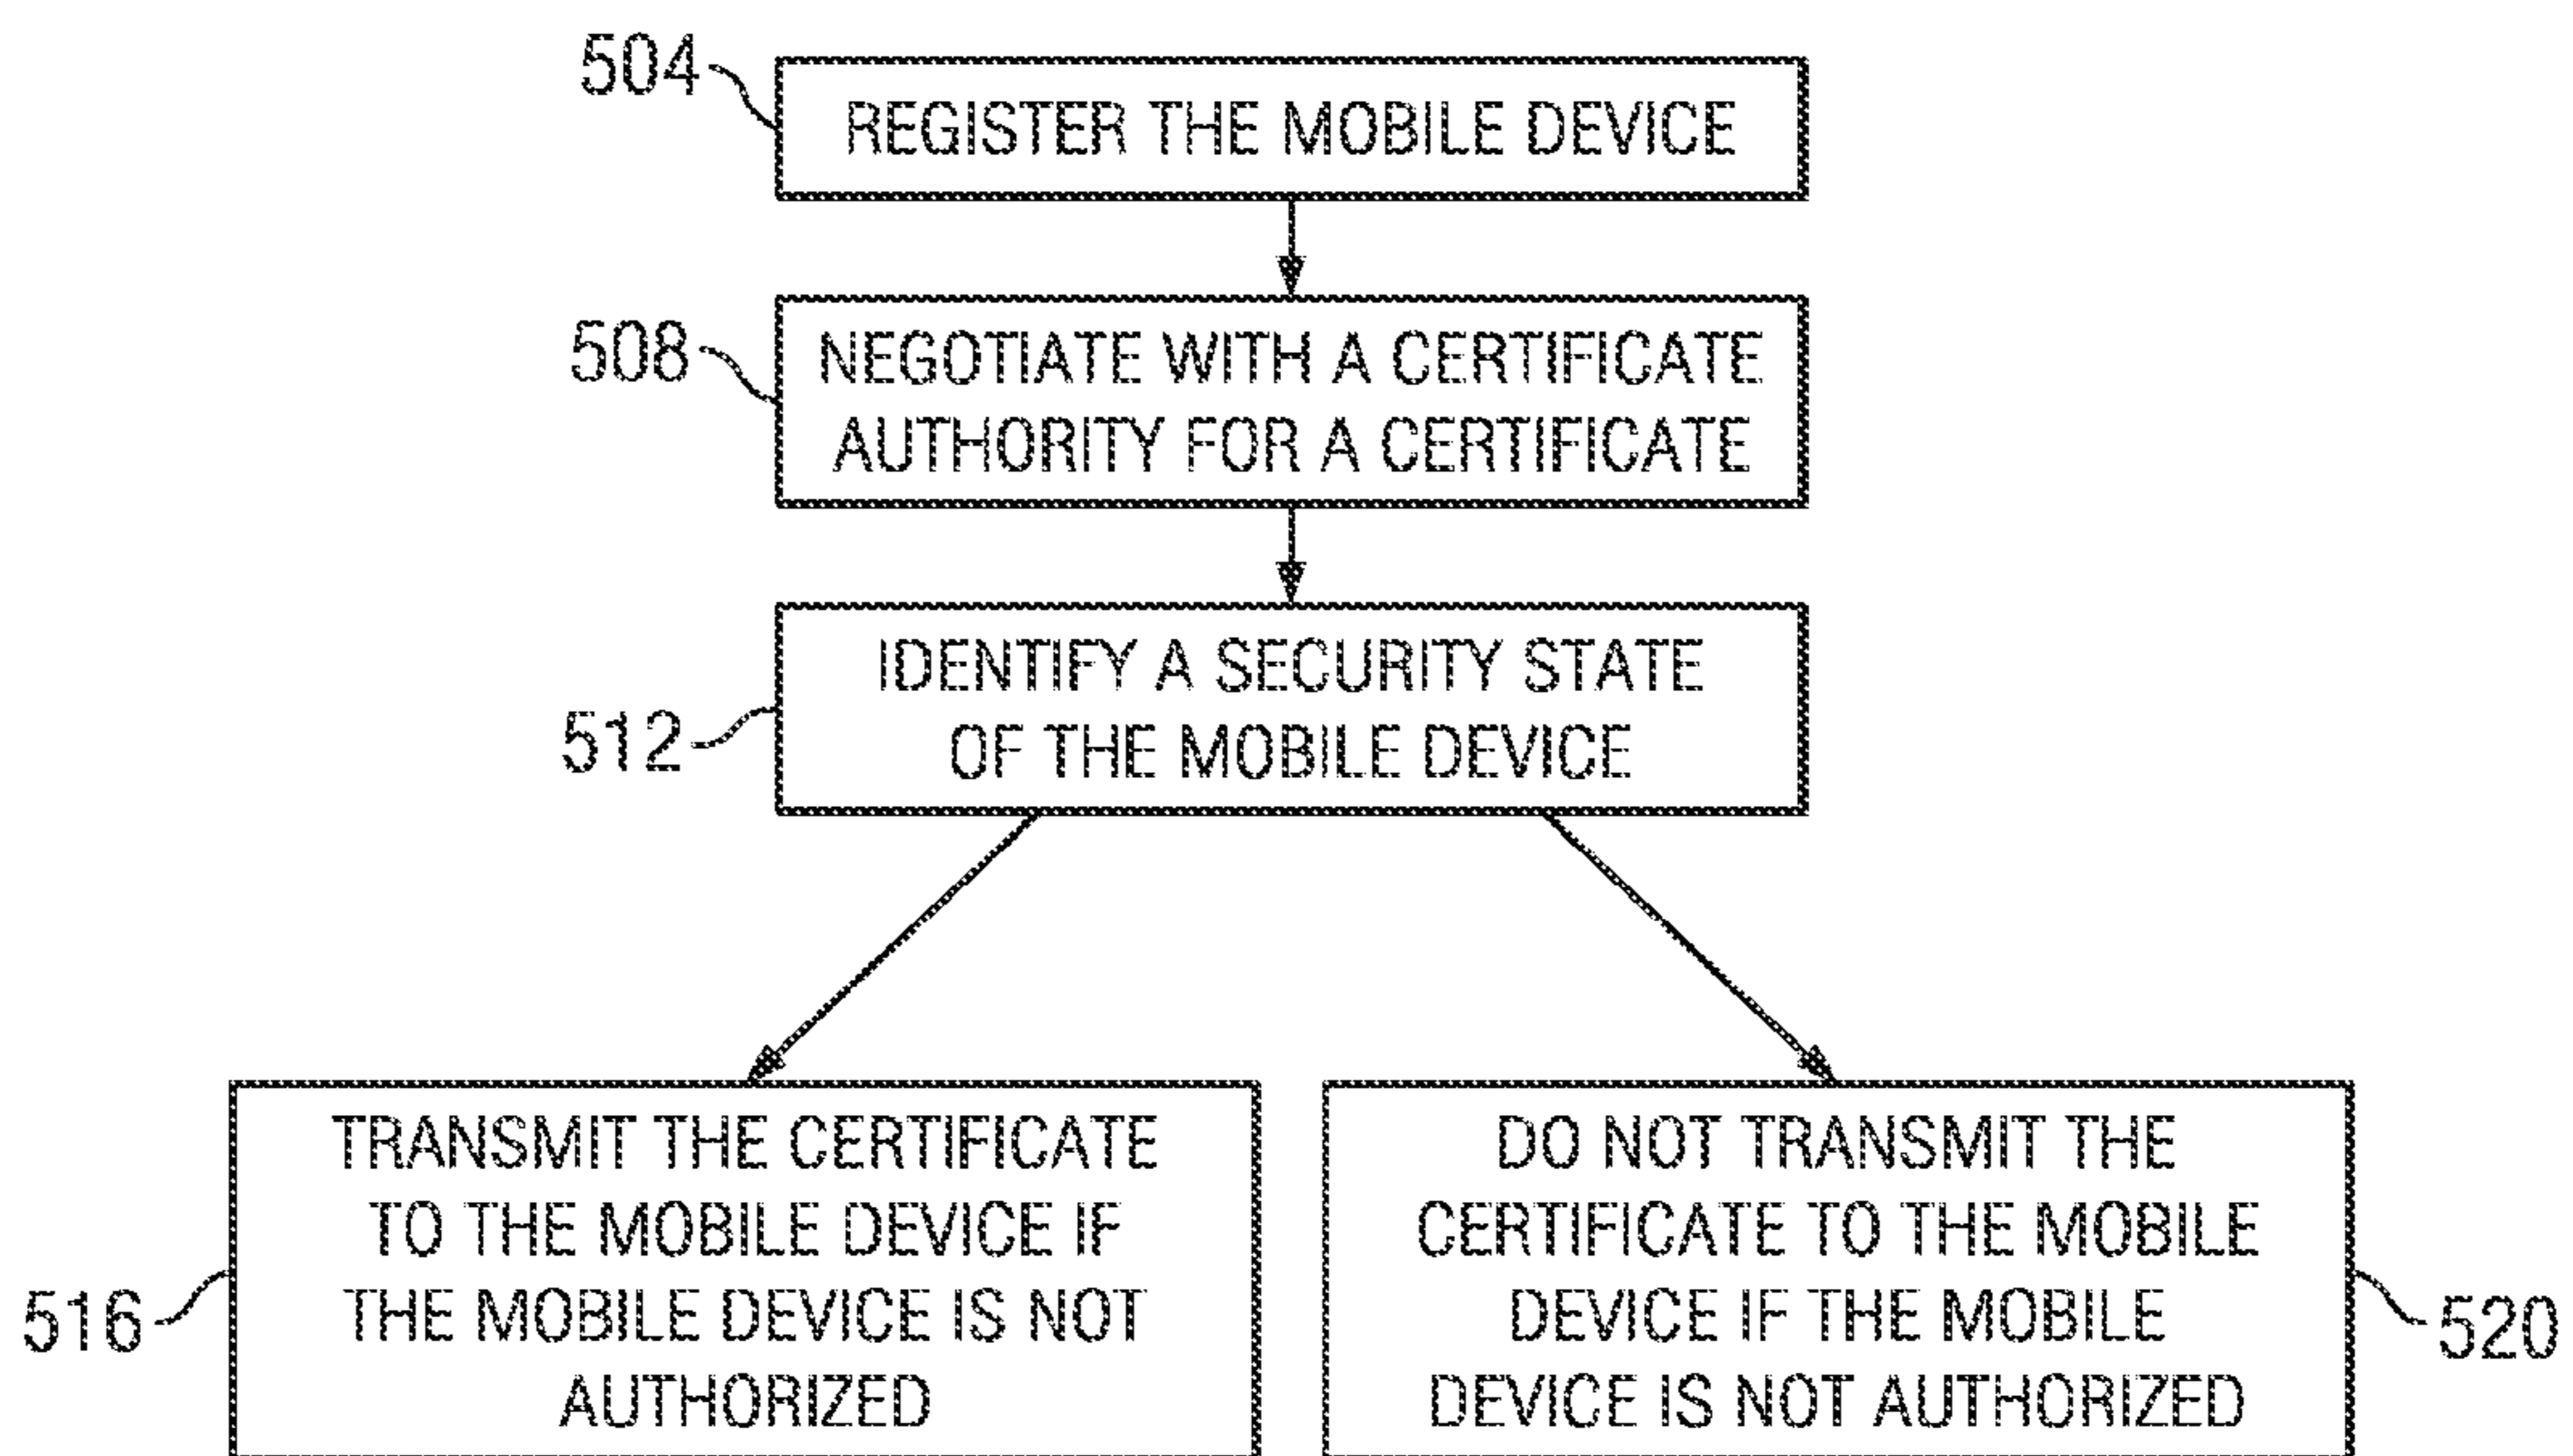 504
REGISTER THE MOBILE DEVICE
508
NEGOTIATE WITH A CERTIFICATE
AUTHORITY FOR A CERTIFICATE
512
IDENTIFY A SECURITY STATE
OF THE MOBILE DEVICE
516
TRANSMIT THE CERTIFICATE
TO THE MOBILE DEVICE IF
THE MOBILE DEVICE IS NOT
AUTHORIZED
DO NOT TRANSMIT THE
CERTIFICATE TO THE MOBILE
DEVICE IF THE MOBILE
DEVICE IS NOT AUTHORIZED
520